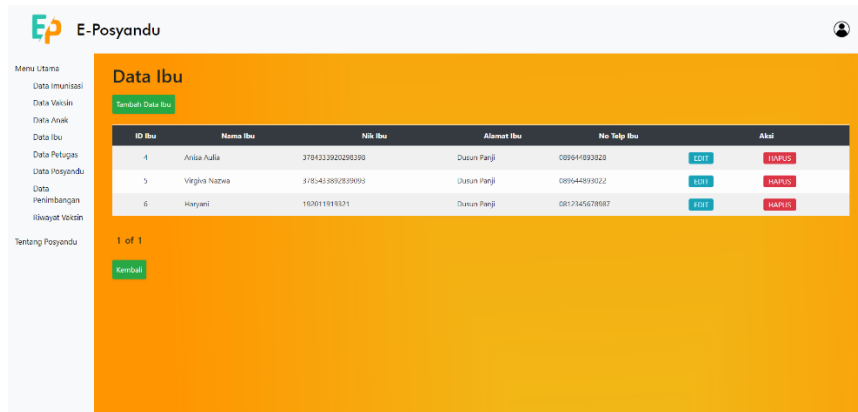 EP E-Posyandu
Menu Utama
Data Imunisasi
Data Vaksin
Data Anak
Data Ibu
Data Petugas
Data Posyandu
Data
Penimbangan
Riwayat Vaksin
Tentang Posyandu
Data Ibu
Tambah Data Ibu
ID Ibu Nama Ibu Nik Ibu Alamat Ibu No Telp Ibu Aksi
4 Anisa Aulia 3784333920298398 Dusun Panji 089644893828 EDIT HAPUS
5 Virgiva Nazwa 3785433892839093 Dusun Panji 089644893022 EDIT HAPUS
6 Haryani 192011919321 Dusun Panji 0812345678987 EDIT HAPUS
1 of 1
Kembali